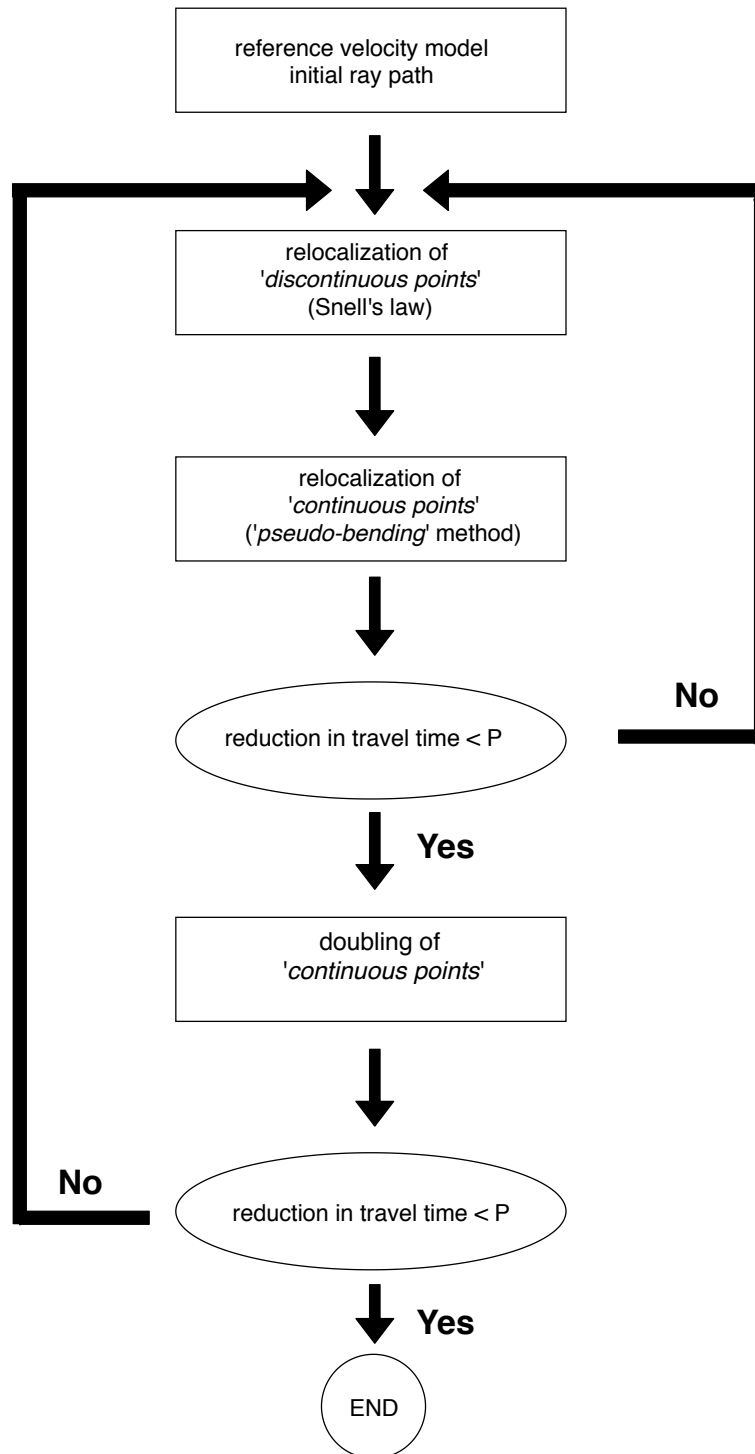 reference velocity model
initial ray path
relocalization of
'discontinuous points'
(Snell's law)
relocalization of
'continuous points'
('pseudo-bending' method)
No
reduction in travel time < P
Yes
doubling of
'continuous points'
No
reduction in travel time < P
Yes
END